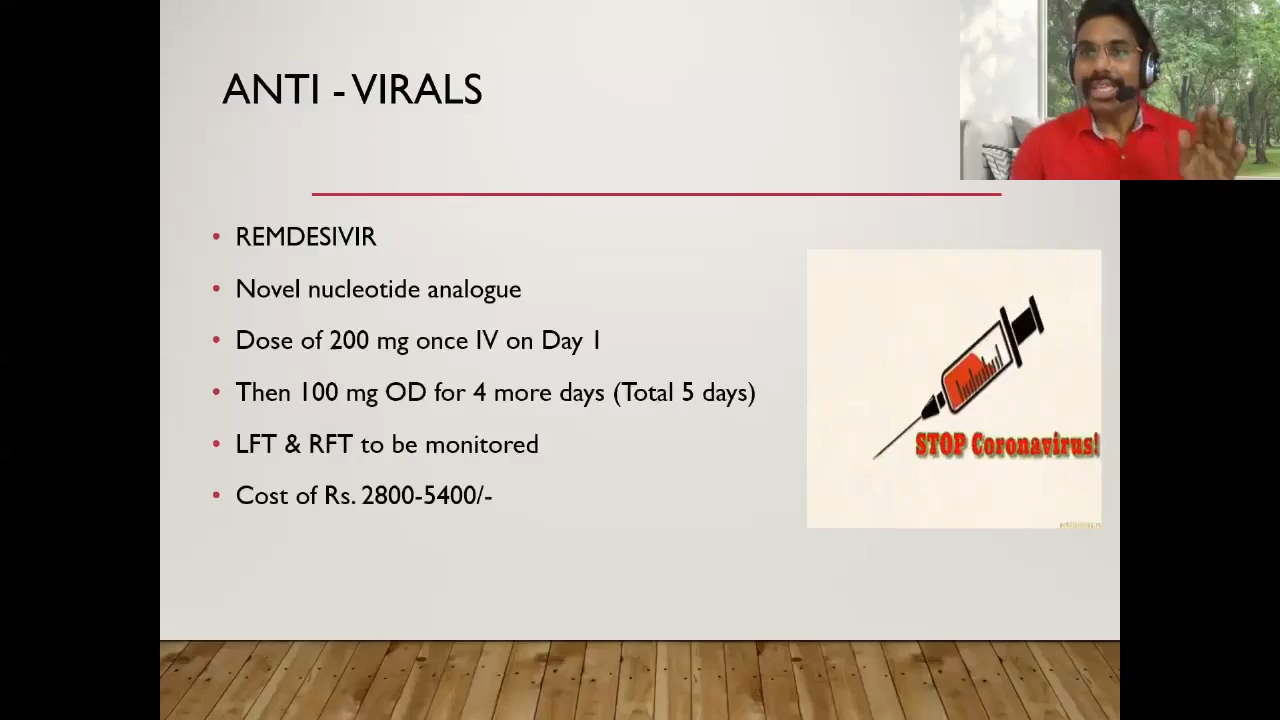 ANTI - VIRALS
REMDESIVIR
Novel nucleotide analogue
Dose of 200 mg once IV on Day 1
Then 100 mg OD for 4 more days (Total 5 days)
LFT & RFT to be monitored
Cost of Rs. 2800-5400/-
STOP Coronavirus!